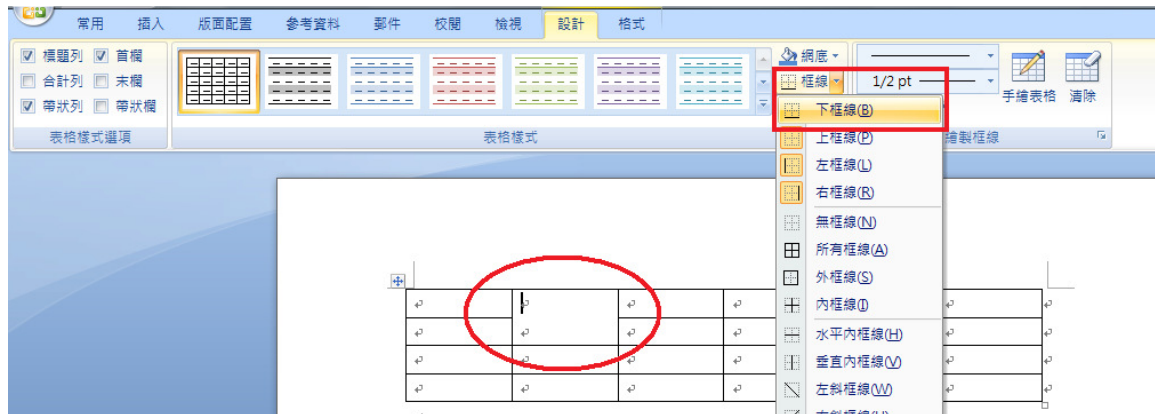 常用 插入 版面配置 參考資料 郵件 校閱 檢視 設計 格式
標題列 首欄
合計列 末欄
帶狀列 帶狀欄
表格樣式選項
表格樣式
網底
框線
1/2 pt
手繪表格 清除
繪製框線
下框線(B)
上框線(P)
左框線(L)
右框線(R)
無框線(N)
所有框線(A)
外框線(S)
內框線(I)
水平內框線(H)
垂直內框線(V)
左斜框線(W)